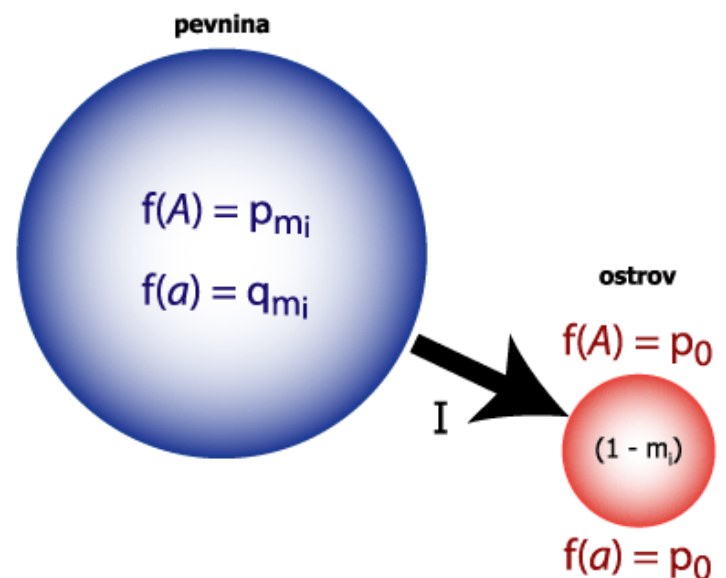 pevnina
f(A) = pmi
f(a) = qmi
ostrov
f(A) = p0
I
(1 - mi)
f(a) = p0